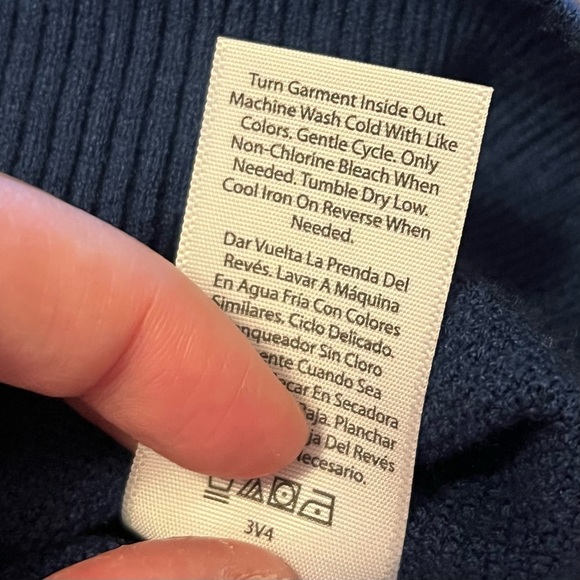 Turn Garment Inside Out.
Machine Wash Cold With Like
Colors. Gentle Cycle. Only
Non-Chlorine Bleach When
Needed. Tumble Dry Low.
Cool Iron On Reverse When
Needed.
Dar Vuelta La Prenda Del
Revés. Lavar A Máquina
En Agua Fría Con Colores
Similares. Ciclo Delicado.
Sin Cloro
Cuando Sea
En Secadora
Planchar
Del Revés
3V4